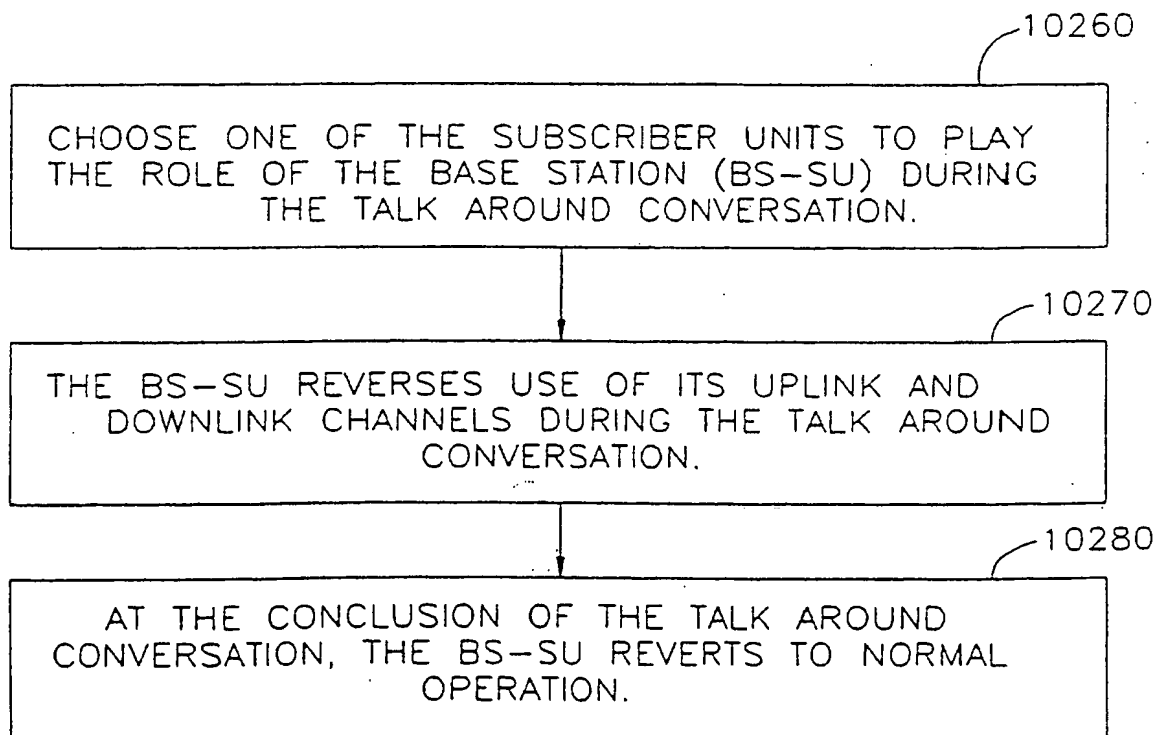 10260
CHOOSE ONE OF THE SUBSCRIBER UNITS TO PLAY
THE ROLE OF THE BASE STATION (BS-SU) DURING
THE TALK AROUND CONVERSATION.
10270
THE BS-SU REVERSES USE OF ITS UPLINK AND
DOWNLINK CHANNELS DURING THE TALK AROUND
CONVERSATION.
10280
AT THE CONCLUSION OF THE TALK AROUND
CONVERSATION, THE BS-SU REVERTS TO NORMAL
OPERATION.